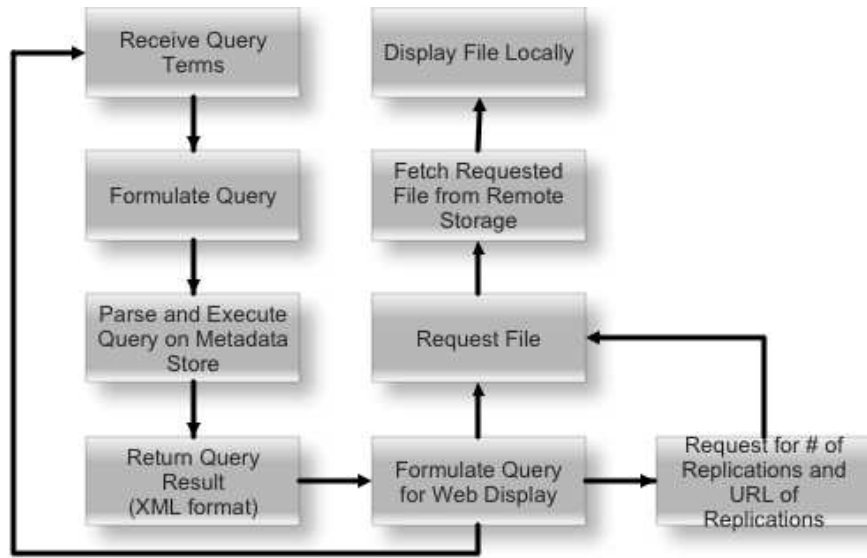 Receive Query
Terms
Formulate Query
Parse and Execute
Query on Metadata
Store
Return Query
Result
(XML format)
Formulate Query
for Web Display
Request for # of
Replications and
URL of
Replications
Request File
Fetch Requested
File from Remote
Storage
Display File Locally